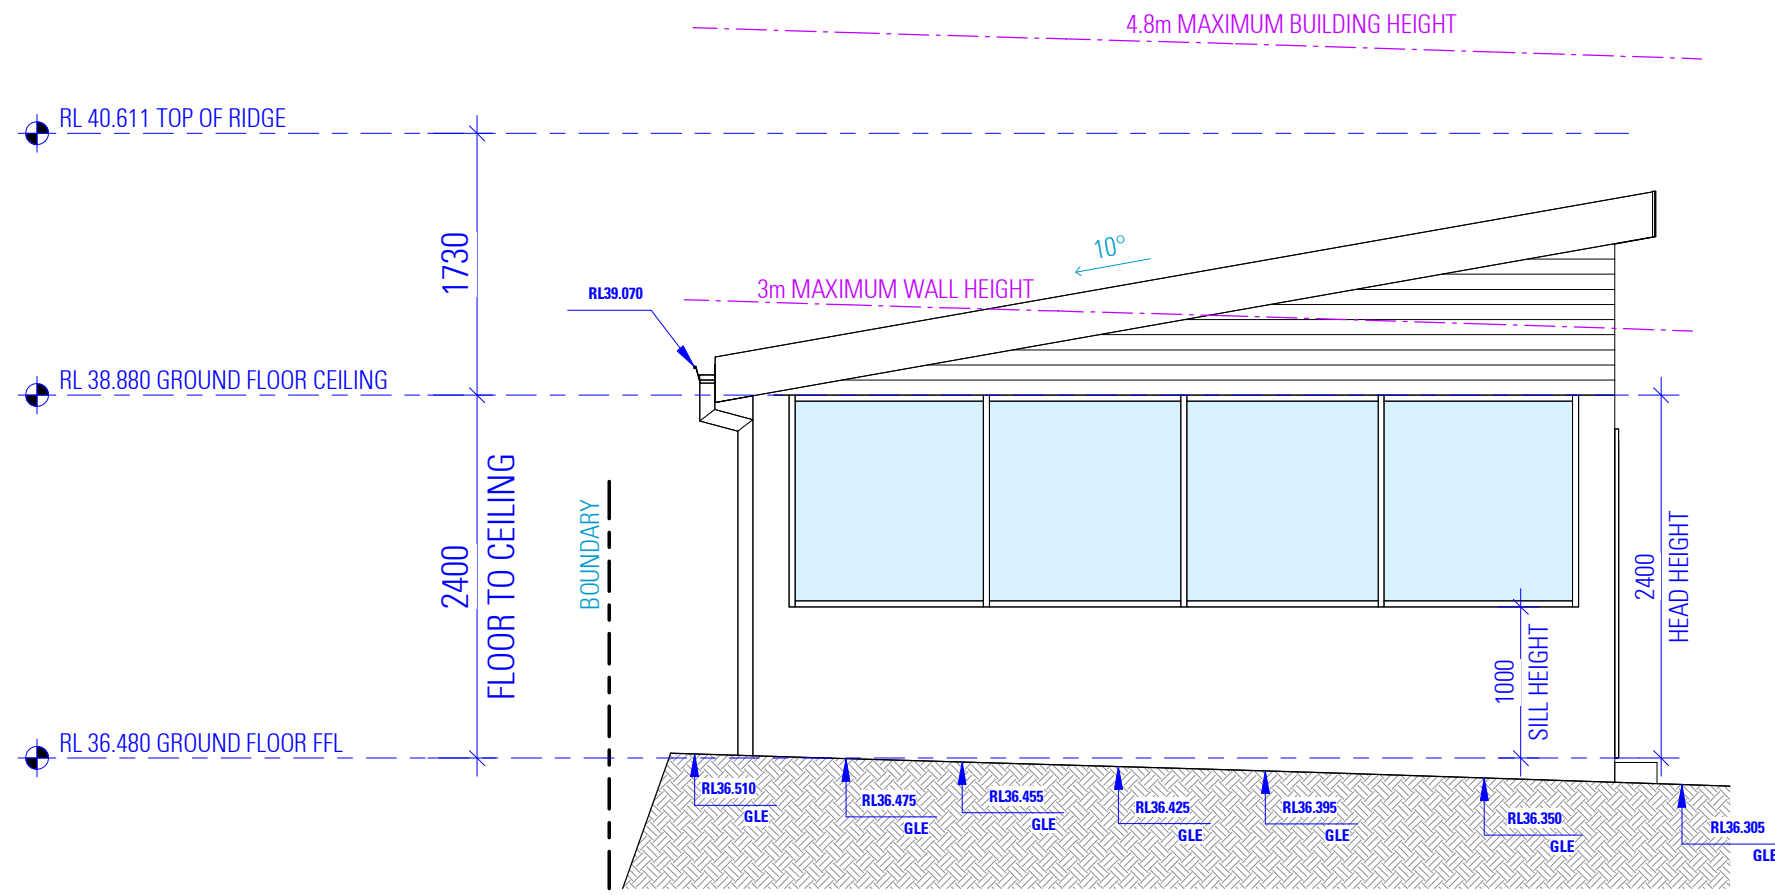 4.8m MAXIMUM BUILDING HEIGHT
RL 40.611 TOP OF RIDGE
1730
10°
3m MAXIMUM WALL HEIGHT
RL39.070
RL 38.880 GROUND FLOOR CEILING
2400
FLOOR TO CEILING
BOUNDARY
2400
HEAD HEIGHT
1000
SILL HEIGHT
RL 36.480 GROUND FLOOR FFL
RL36.510
GLE
RL36.475
GLE
RL36.455
GLE
RL36.425
GLE
RL36.395
GLE
RL36.350
GLE
RL36.305
GLE